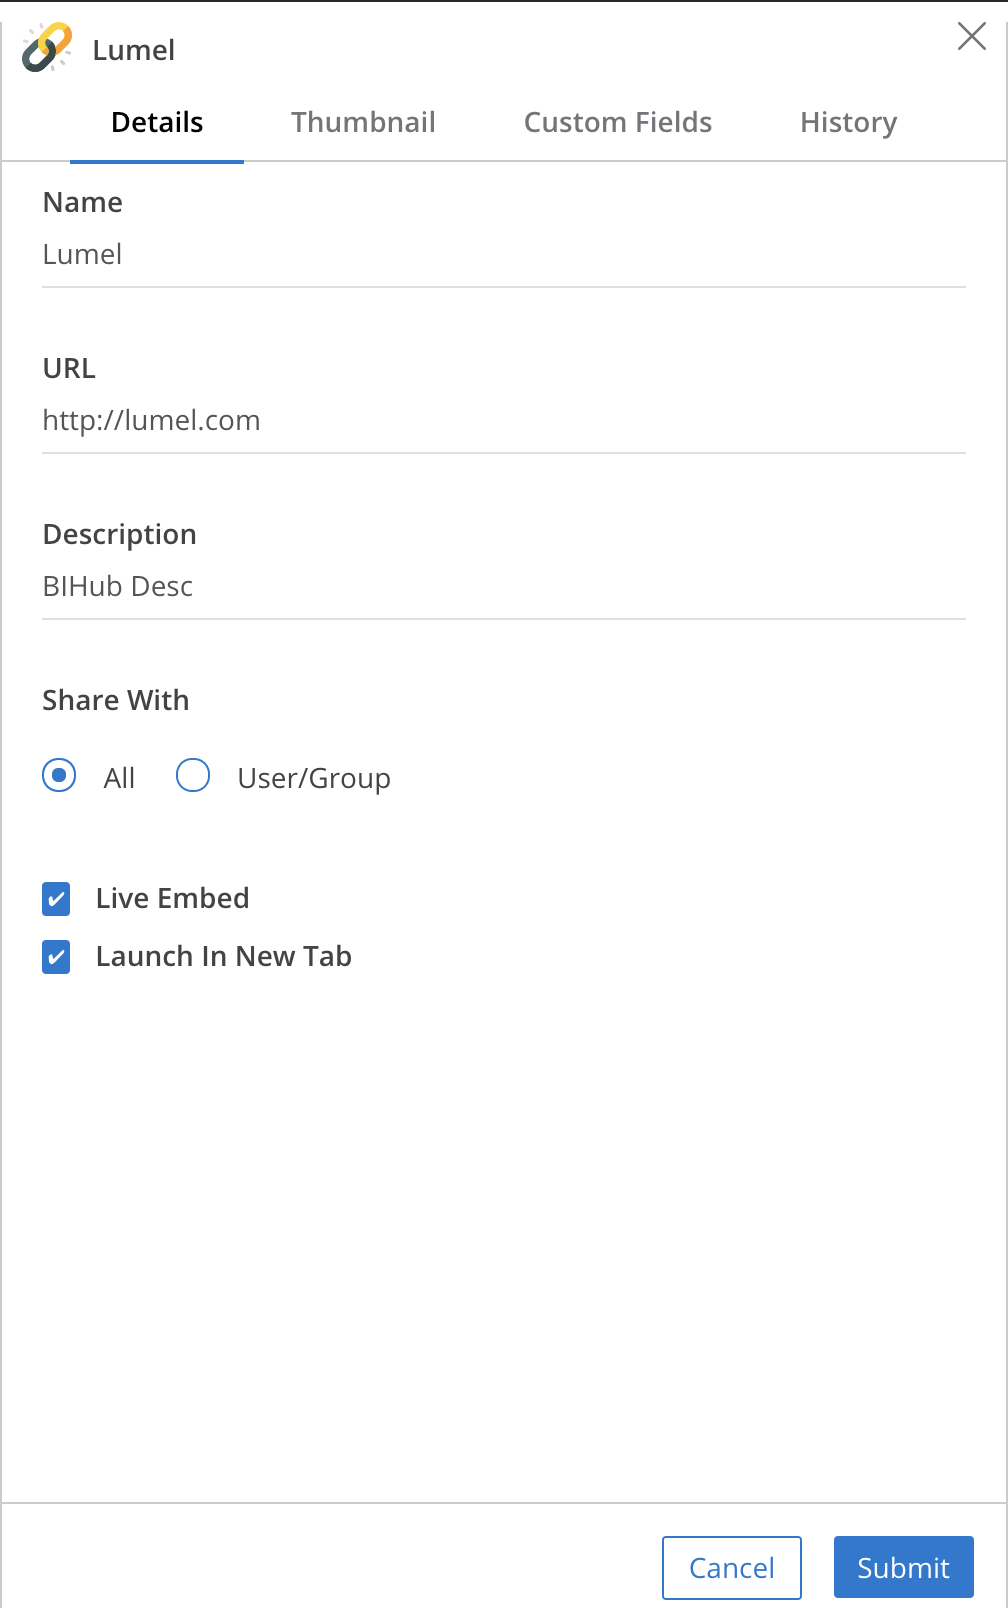 Lumel
Details Thumbnail Custom Fields History
Name
Lumel
URL
http://lumel.com
Description
BIHub Desc
Share With
All User/Group
Live Embed
Launch In New Tab
Cancel Submit